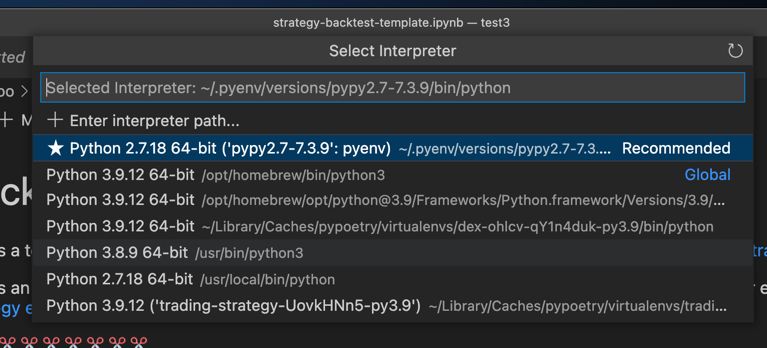 strategy-backtest-template.ipynb — test3
Select Interpreter
Selected Interpreter: ~/.pyenv/versions/pypy2.7-7.3.9/bin/python
+ Enter interpreter path...
★ Python 2.7.18 64-bit ('pypy2.7-7.3.9': pyenv) ~/.pyenv/versions/pypy2.7-7.3.... Recommended
Python 3.9.12 64-bit /opt/homebrew/bin/python3 Global
Python 3.9.12 64-bit /opt/homebrew/opt/python@3.9/Frameworks/Python.framework/Versions/3.9/...
Python 3.9.12 64-bit ~/Library/Caches/pypoetry/virtualenvs/dex-ohlcv-qY1n4duk-py3.9/bin/python
Python 3.8.9 64-bit /usr/bin/python3
Python 2.7.18 64-bit /usr/local/bin/python
Python 3.9.12 ('trading-strategy-UovkHNn5-py3.9') ~/Library/Caches/pypoetry/virtualenvs/tradi...